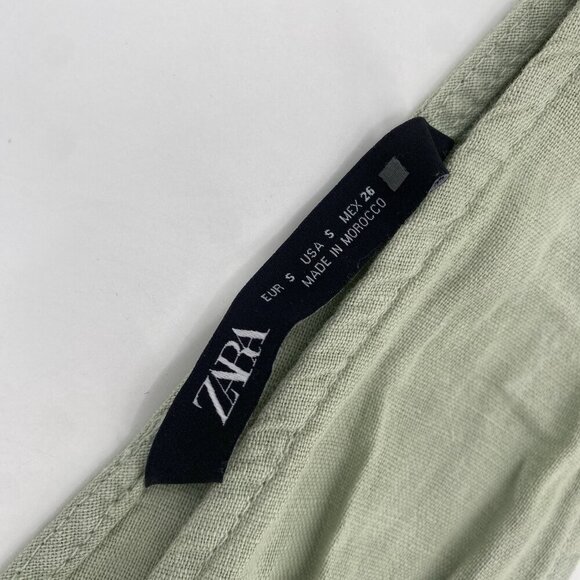 ZARA
EUR S USA S MEX 26
MADE IN MOROCCO